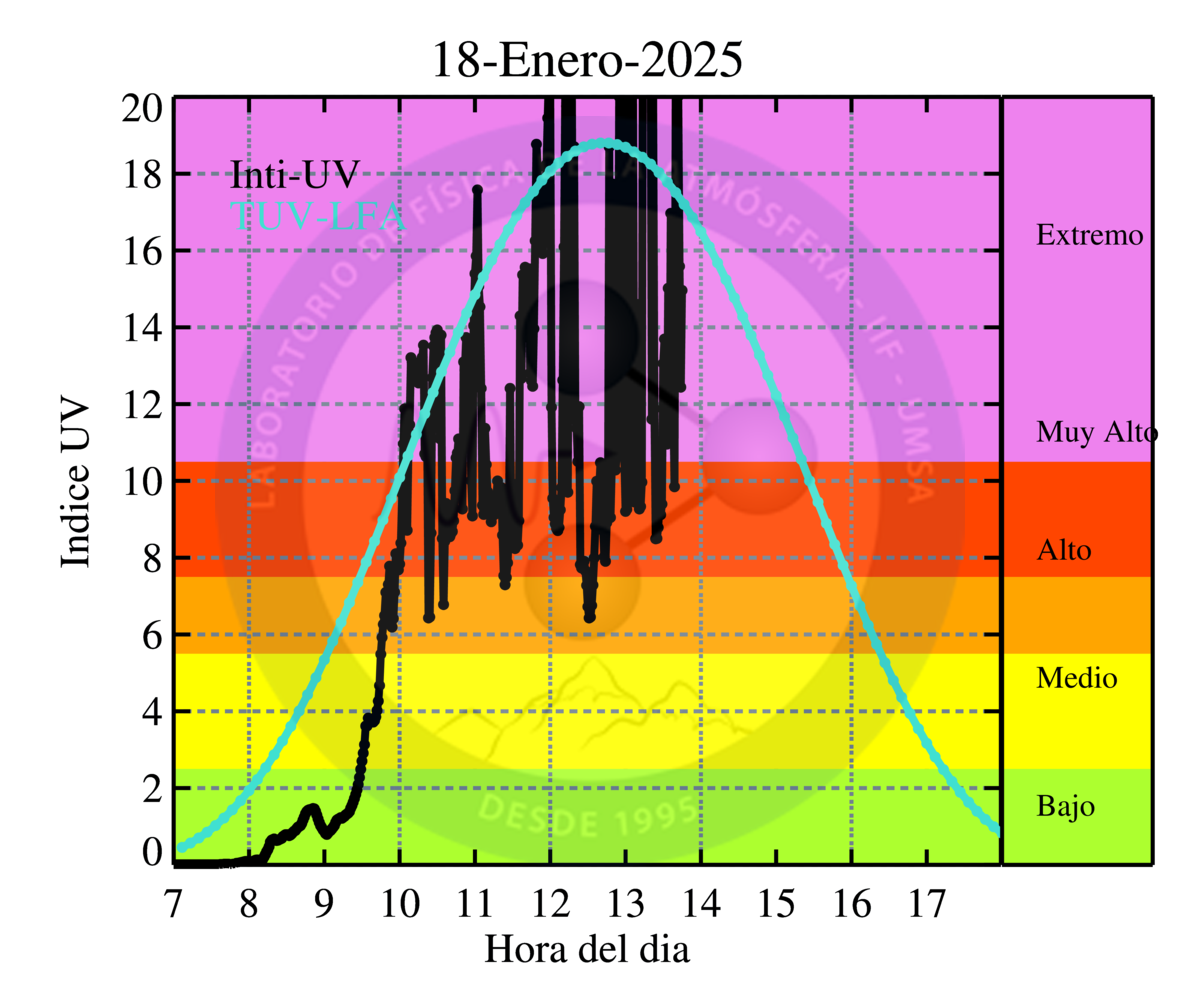 18-Enero-2025
Inti-UV
TUV-LFA
Indice UV
20
18
16
14
12
10
8
6
4
2
0
7 8 9 10 11 12 13 14 15 16 17
Hora del dia
Extremo
Muy Alto
Alto
Medio
Bajo
LABORATORIO DE FÍSICA DE LA ATMÓSFERA - IIF - UMSA
DESDE 1995